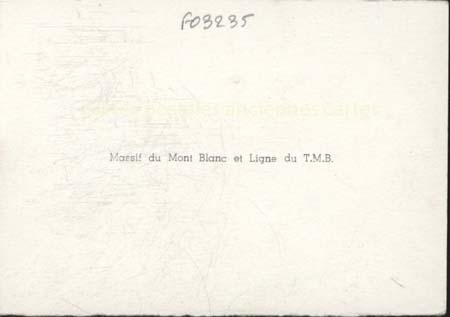 F03235
Massif du Mont Blanc et Ligne du T.M.B.